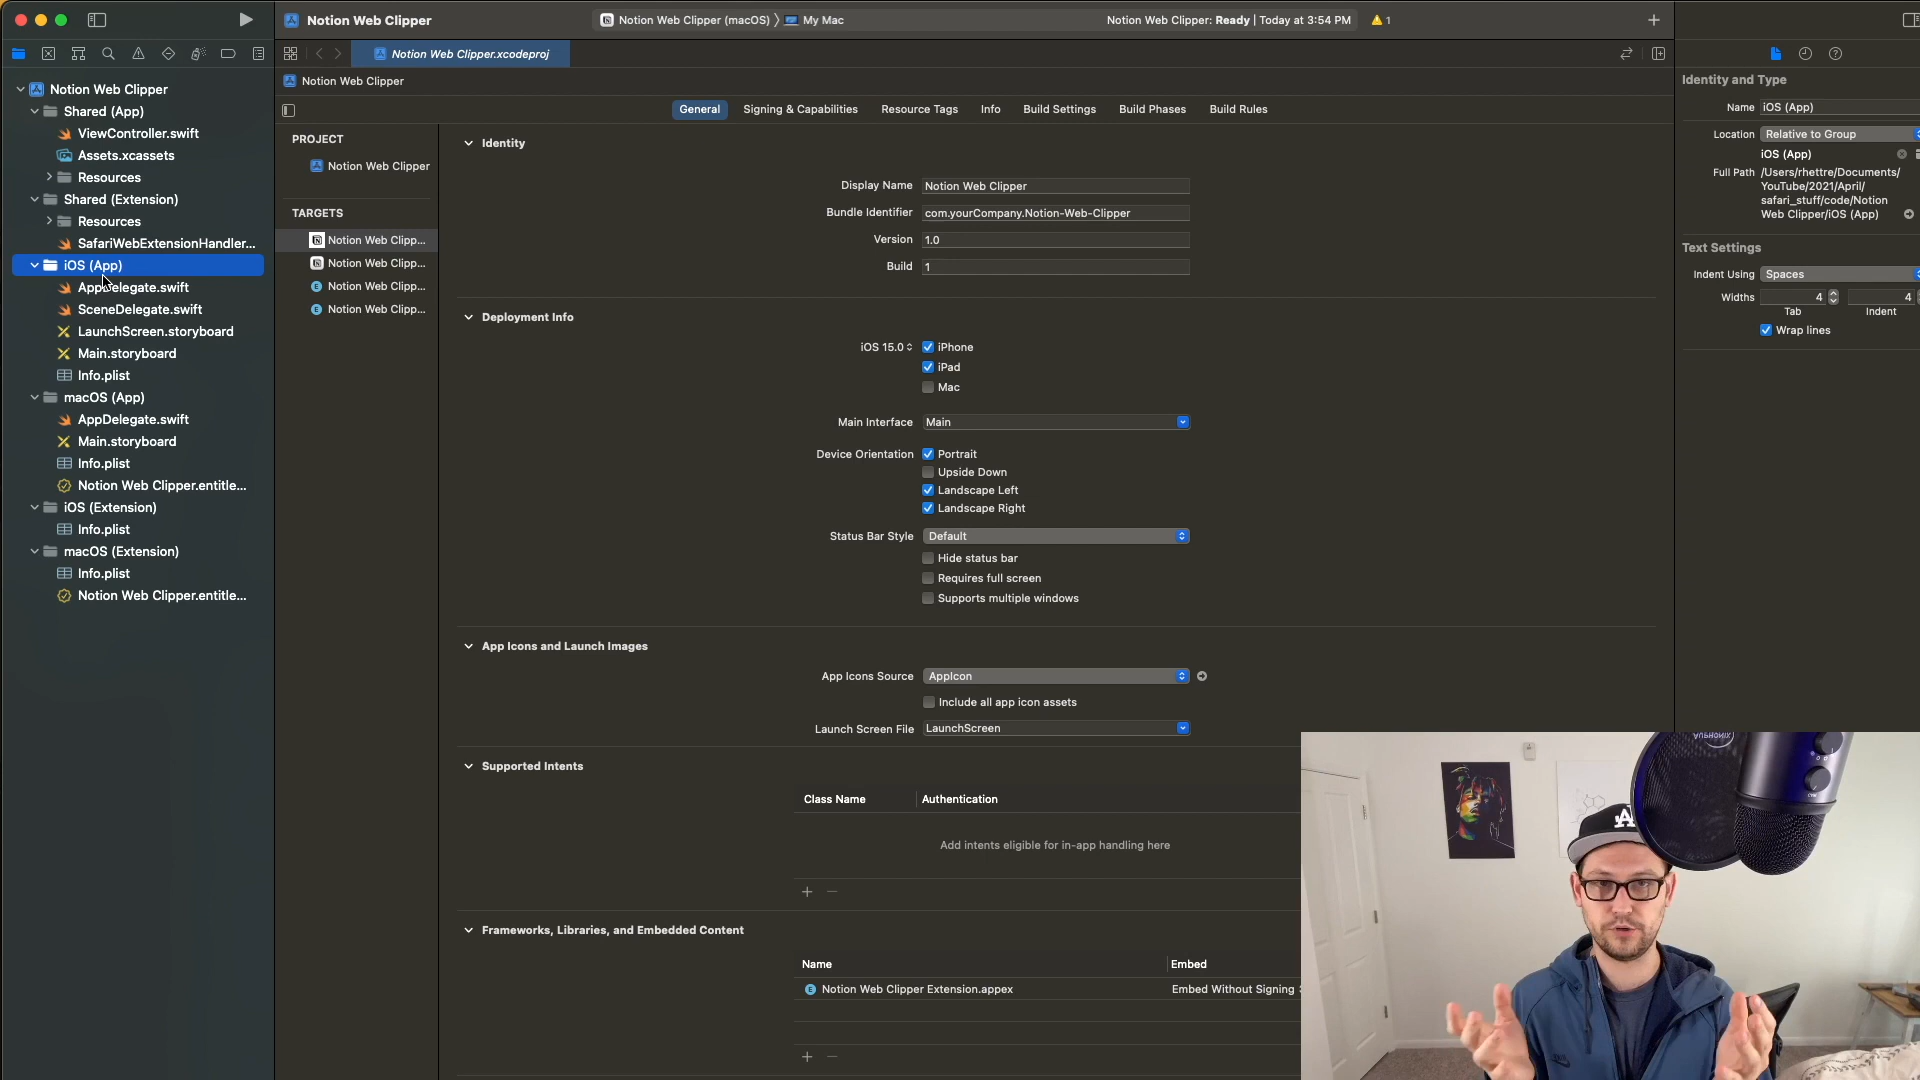 Notion Web Clipper
Notion Web Clipper (macOS) 〉 My Mac
Notion Web Clipper: Ready | Today at 3:54 PM
1
Notion Web Clipper.xcodeproj
Notion Web Clipper
Notion Web Clipper
Shared (App)
ViewController.swift
Assets.xcassets
Resources
Shared (Extension)
Resources
SafariWebExtensionHandler...
iOS (App)
AppDelegate.swift
SceneDelegate.swift
LaunchScreen.storyboard
Main.storyboard
Info.plist
macOS (App)
AppDelegate.swift
Main.storyboard
Info.plist
Notion Web Clipper.entitle...
iOS (Extension)
Info.plist
macOS (Extension)
Info.plist
Notion Web Clipper.entitle...
General Signing & Capabilities Resource Tags Info Build Settings Build Phases Build Rules
PROJECT
Notion Web Clipper
TARGETS
Notion Web Clipp...
Notion Web Clipp...
Notion Web Clipp...
Notion Web Clipp...
Identity
Display Name Notion Web Clipper
Bundle Identifier com.yourCompany.Notion-Web-Clipper
Version 1.0
Build 1
Deployment Info
iOS 15.0 iPhone
iPad
Mac
Main Interface Main
Device Orientation Portrait
Upside Down
Landscape Left
Landscape Right
Status Bar Style Default
Hide status bar
Requires full screen
Supports multiple windows
App Icons and Launch Images
App Icons Source AppIcon
Include all app icon assets
Launch Screen File LaunchScreen
Supported Intents
Class Name Authentication
Add intents eligible for in-app handling here
Frameworks, Libraries, and Embedded Content
Name Embed
Notion Web Clipper Extension.appex Embed Without Signing
Identity and Type
Name iOS (App)
Location Relative to Group
iOS (App)
Full Path /Users/rhettre/Documents/
YouTube/2021/April/
safari_stuff/code/Notion
Web Clipper/iOS (App)
Text Settings
Indent Using Spaces
Widths 4 4
Tab Indent
Wrap lines